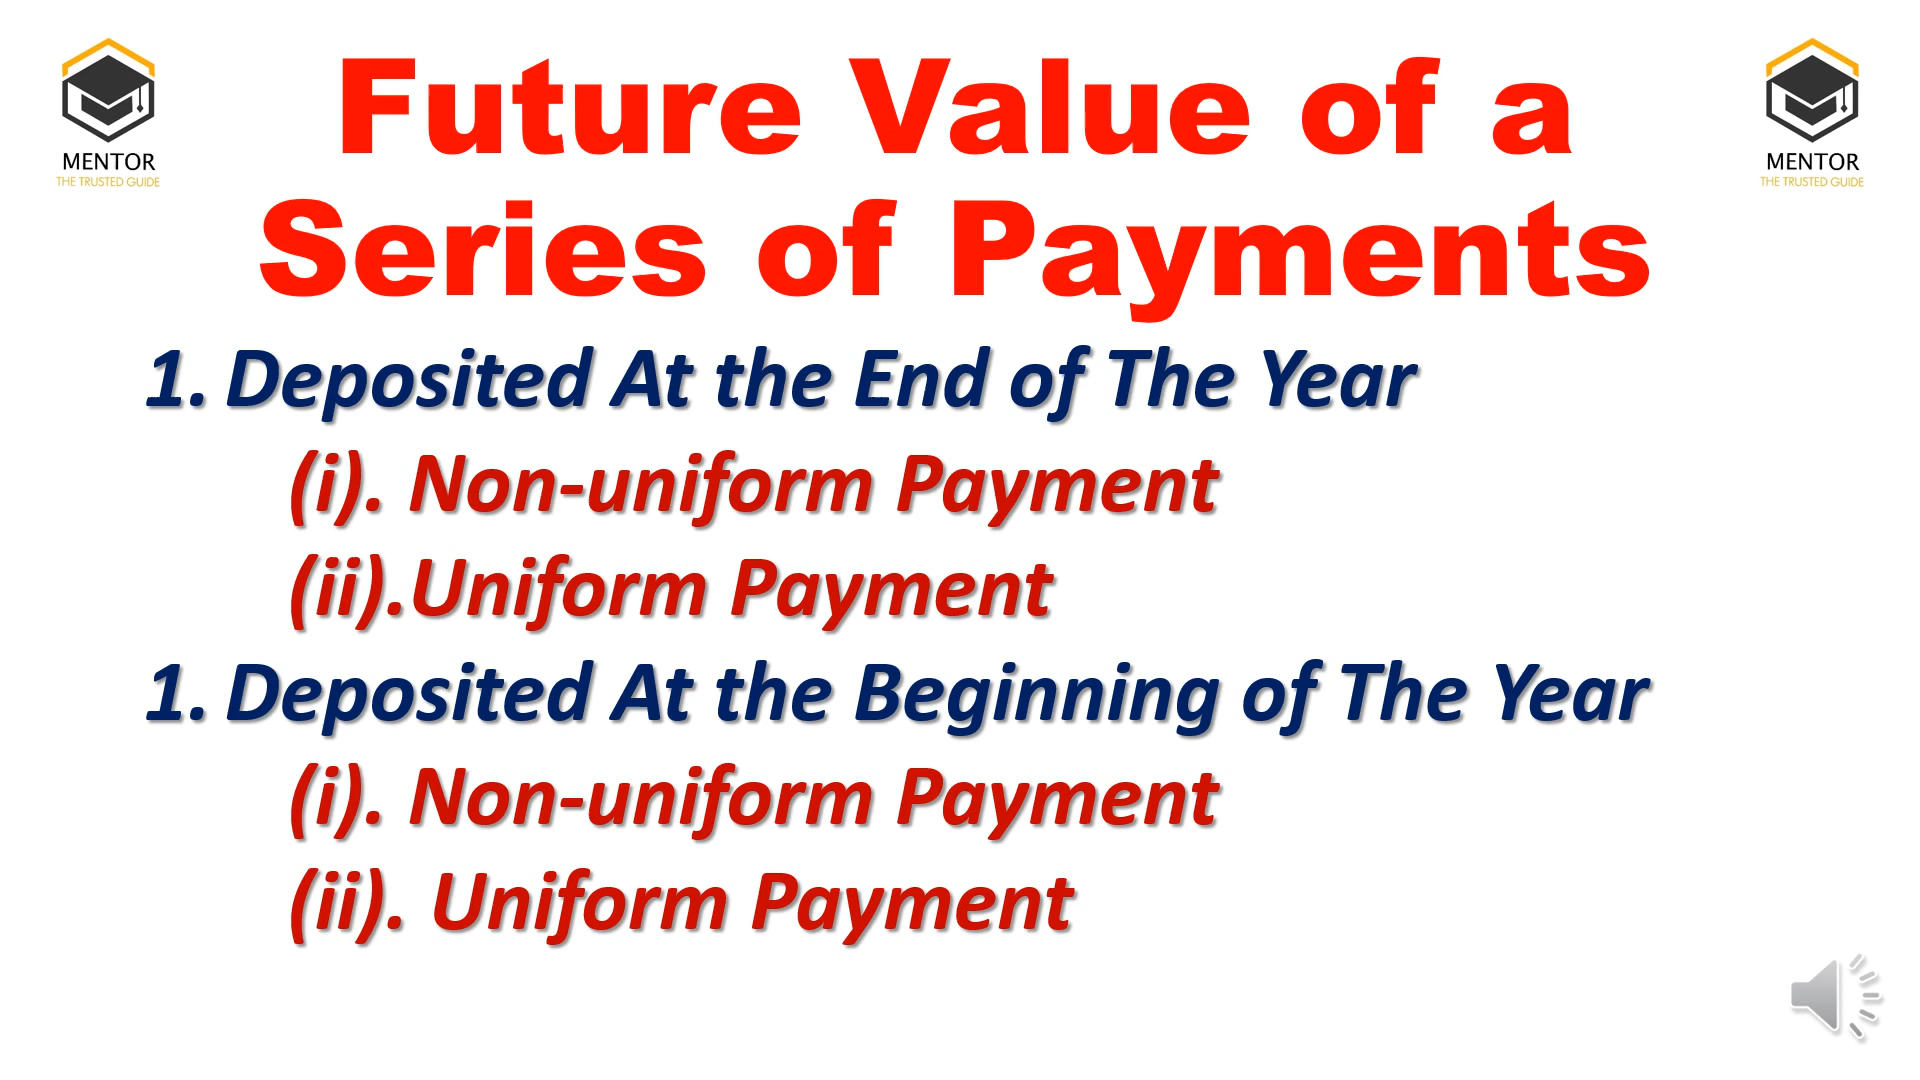 MENTOR
THE TRUSTED GUIDE
Future Value of a
Series of Payments
MENTOR
THE TRUSTED GUIDE
1. Deposited At the End of The Year
(i). Non-uniform Payment
(ii).Uniform Payment
1. Deposited At the Beginning of The Year
(i). Non-uniform Payment
(ii). Uniform Payment